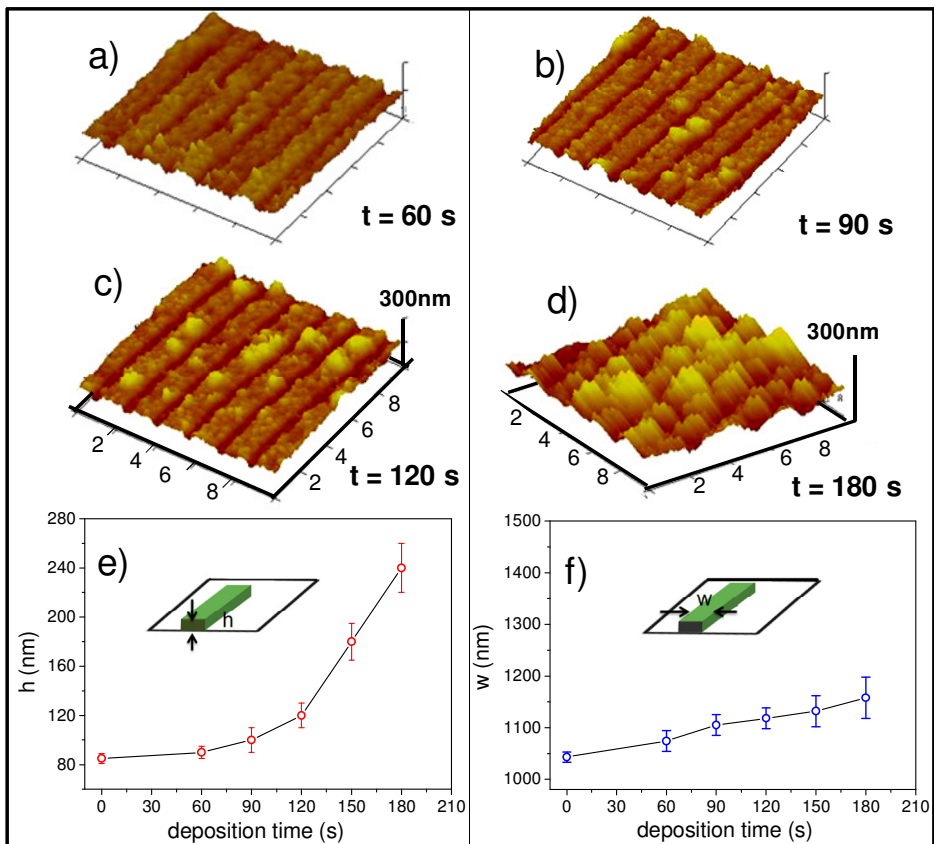 a)
t = 60 s
b)
t = 90 s
c)
300nm
2
4
6
8
2
4
6
8
t = 120 s
d)
300nm
2
4
6
8
2
4
6
8
t = 180 s
e)
h
h (nm)
280
240
200
160
120
80
0 30 60 90 120 150 180 210
deposition time (s)
f)
w
w (nm)
1500
1400
1300
1200
1100
1000
0 30 60 90 120 150 180 210
deposition time (s)